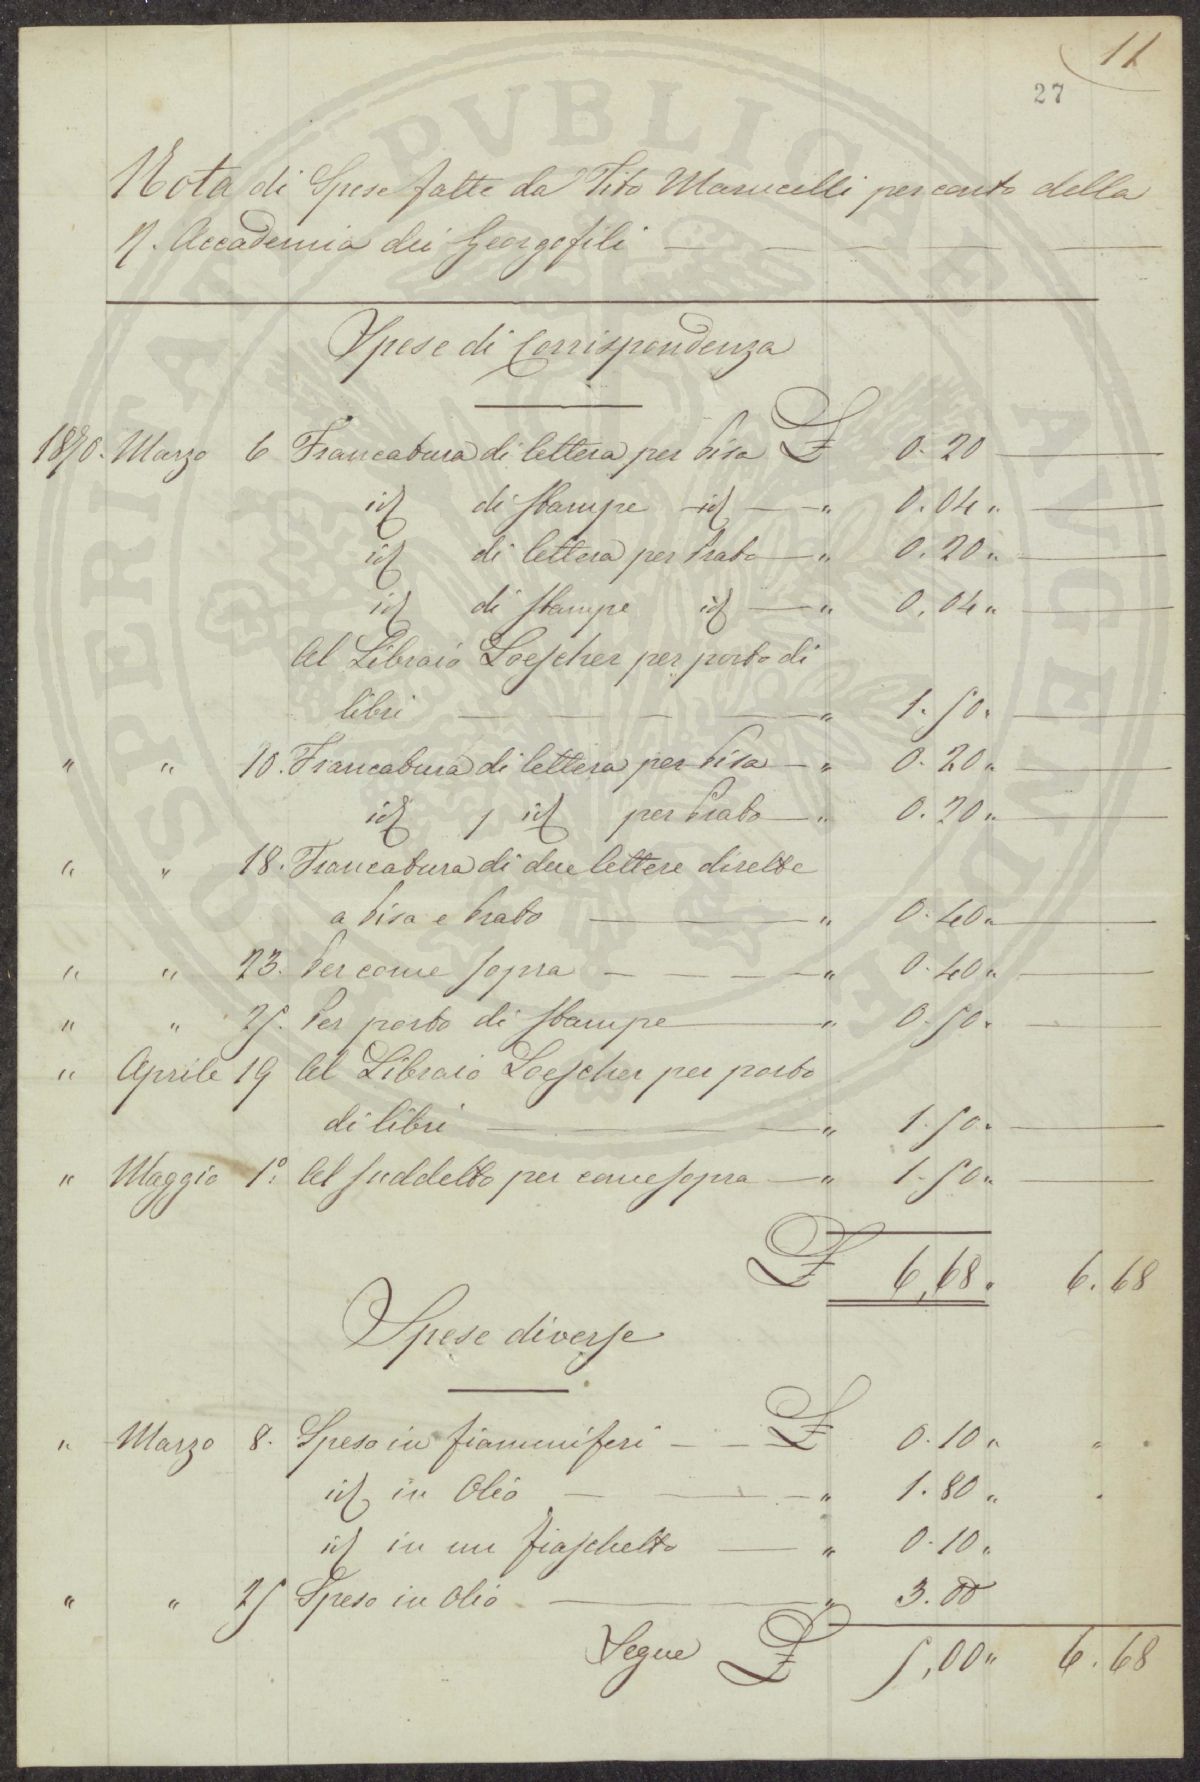 11
27
Nota di Spese fatte da Tito Marucelli per conto della
R. Accademia dei Georgofili
Spese di Corrispondenza
1870. Marzo 6 Francatura di lettera per Pisa £ 0.20
id di stampe id " 0.04 "
id di lettera per Prato " 0.20 "
id di stampe id " 0.04 "
Al Libraio Loescher per porto di
libri " 1.50 "
" " 10. Francatura di lettera per Pisa " 0.20 "
id id per Prato " 0.20 "
" " 18. Francatura di due lettere dirette
a Pisa e Prato " 0.40 "
" " 23. Per come sopra " 0.40 "
" " 25. Per porto di stampe " 0.50 "
" Aprile 19 Al Libraio Loescher per porto
di libri " 1.50 "
" Maggio 1º. Al suddetto per come sopra " 1.50 "
£ 6,68 " 6.68
Spese diverse
" Marzo 8. Speso in fiammiferi £ 0.10 " "
id in Olio " 1.80 "
id in un fiaschetto " 0.10 "
" " 25 Speso in Olio " 3.00
Segue £ 5,00 " 6.68
PROSPERITATI PVBLICAE AVGENDAE